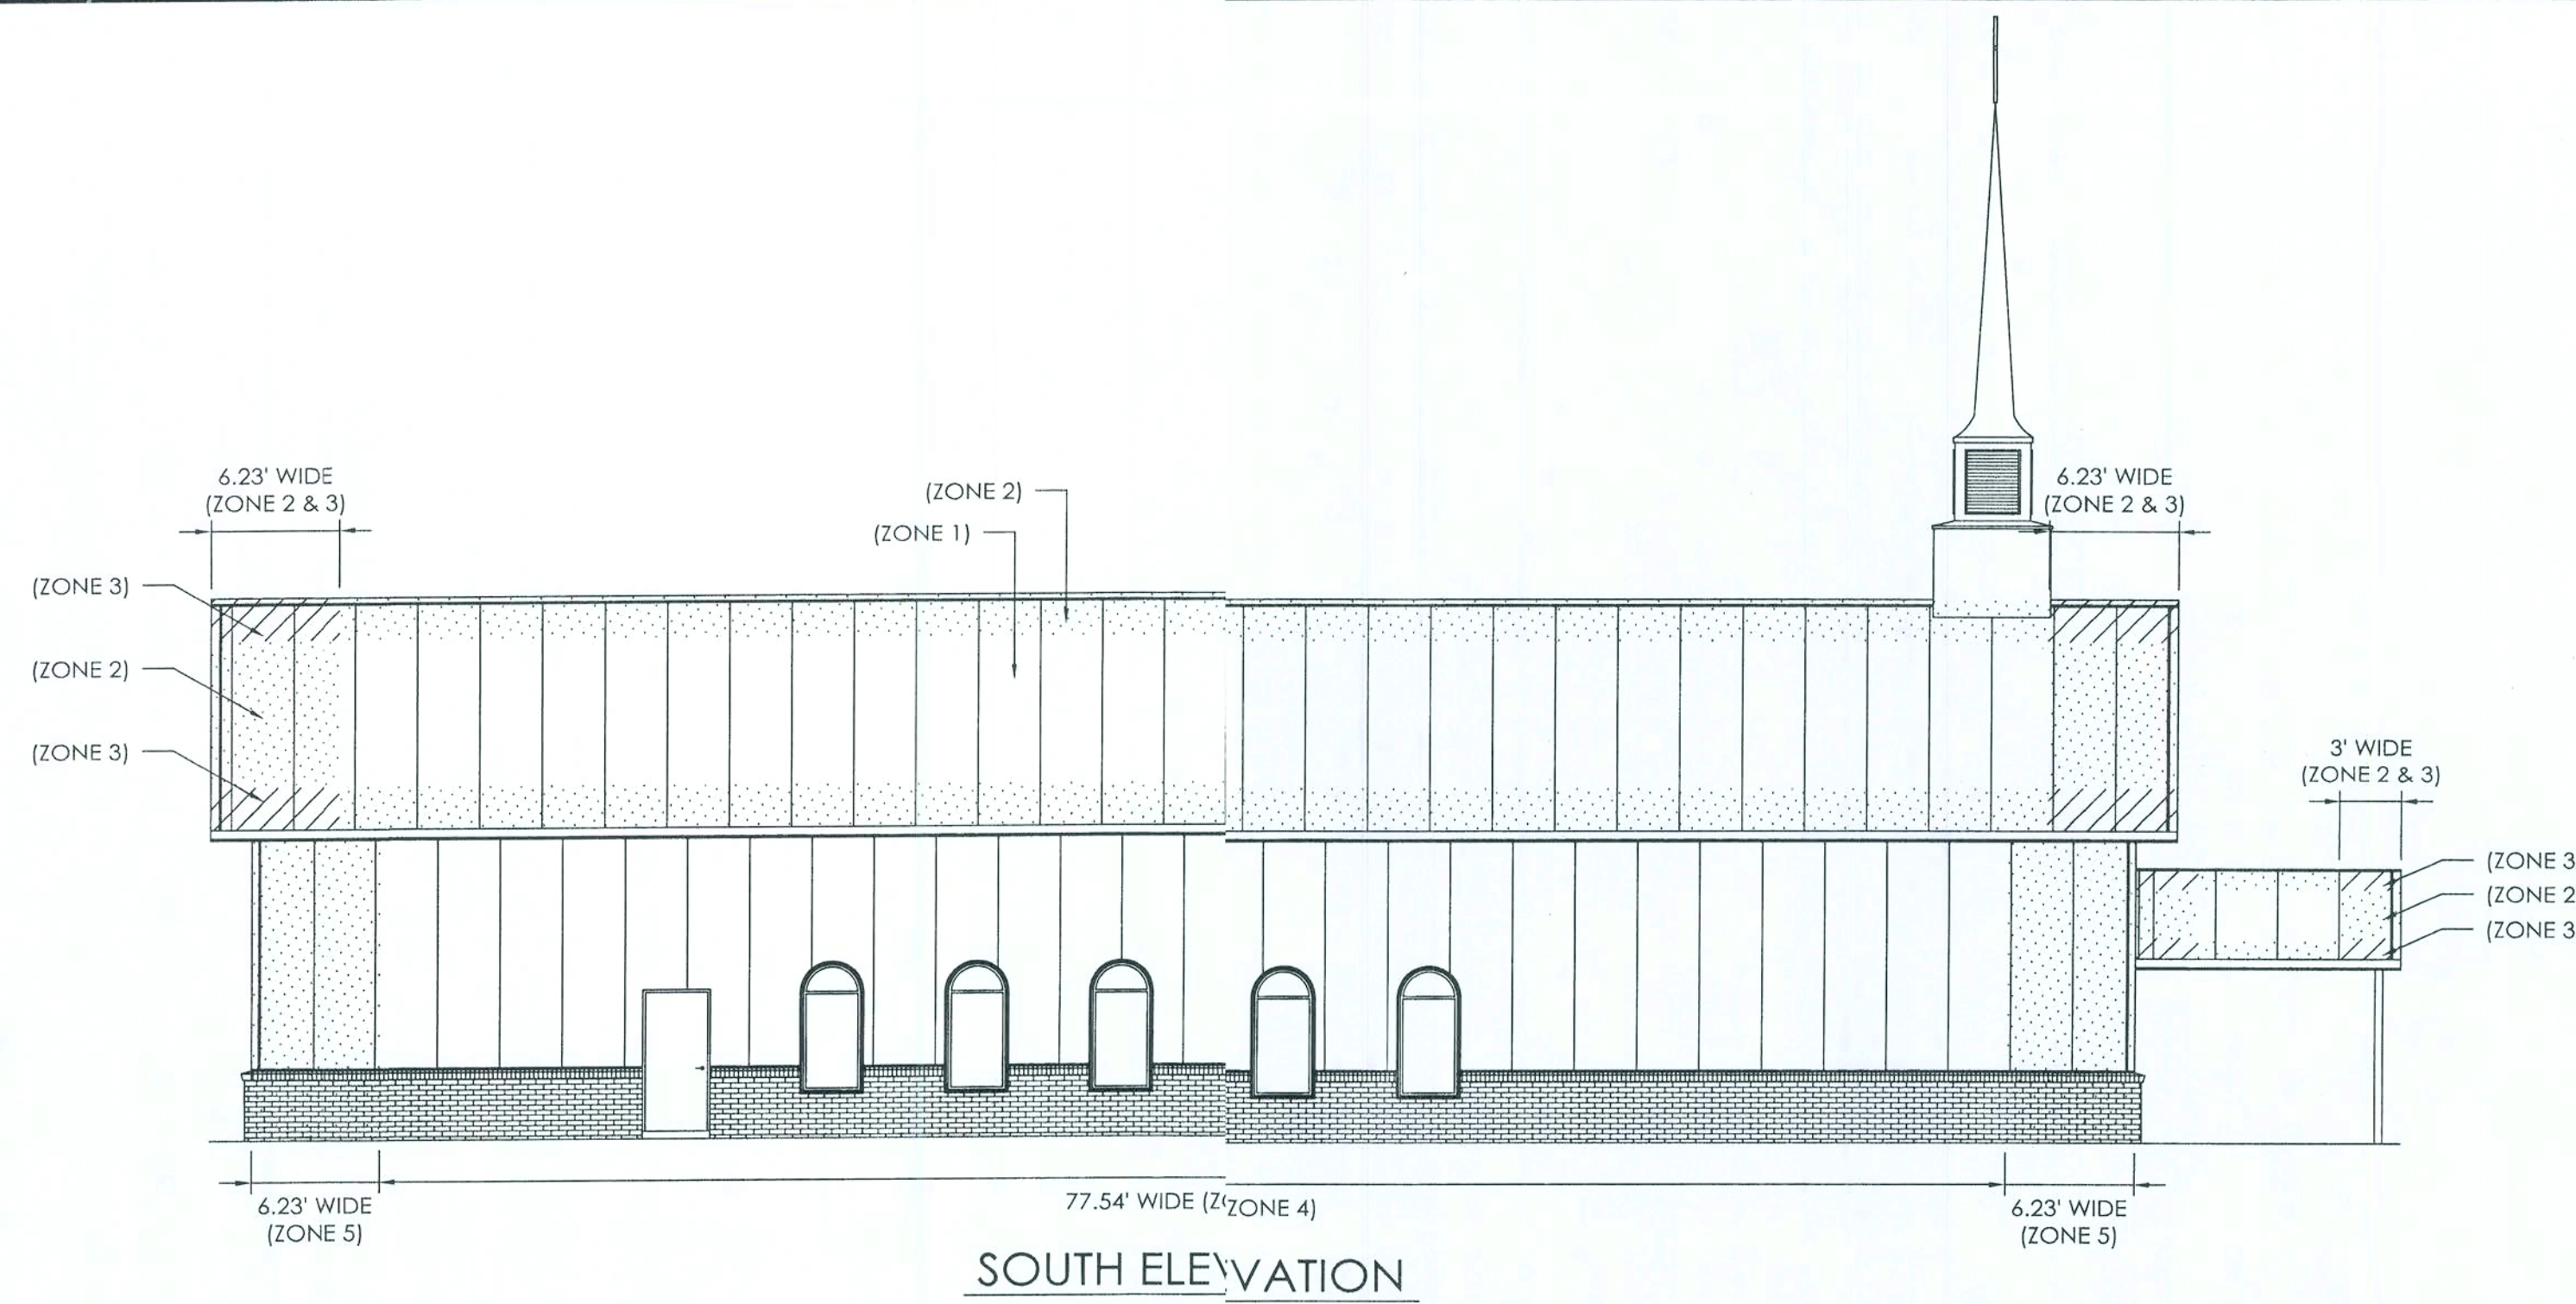 6.23' WIDE
(ZONE 2 & 3)
(ZONE 2)
(ZONE 1)
6.23' WIDE
(ZONE 2 & 3)
(ZONE 3)
(ZONE 2)
(ZONE 3)
3' WIDE
(ZONE 2 & 3)
(ZONE 3
(ZONE 2
(ZONE 3
6.23' WIDE
(ZONE 5)
77.54' WIDE (ZONE 4)
6.23' WIDE
(ZONE 5)
SOUTH ELEVATION